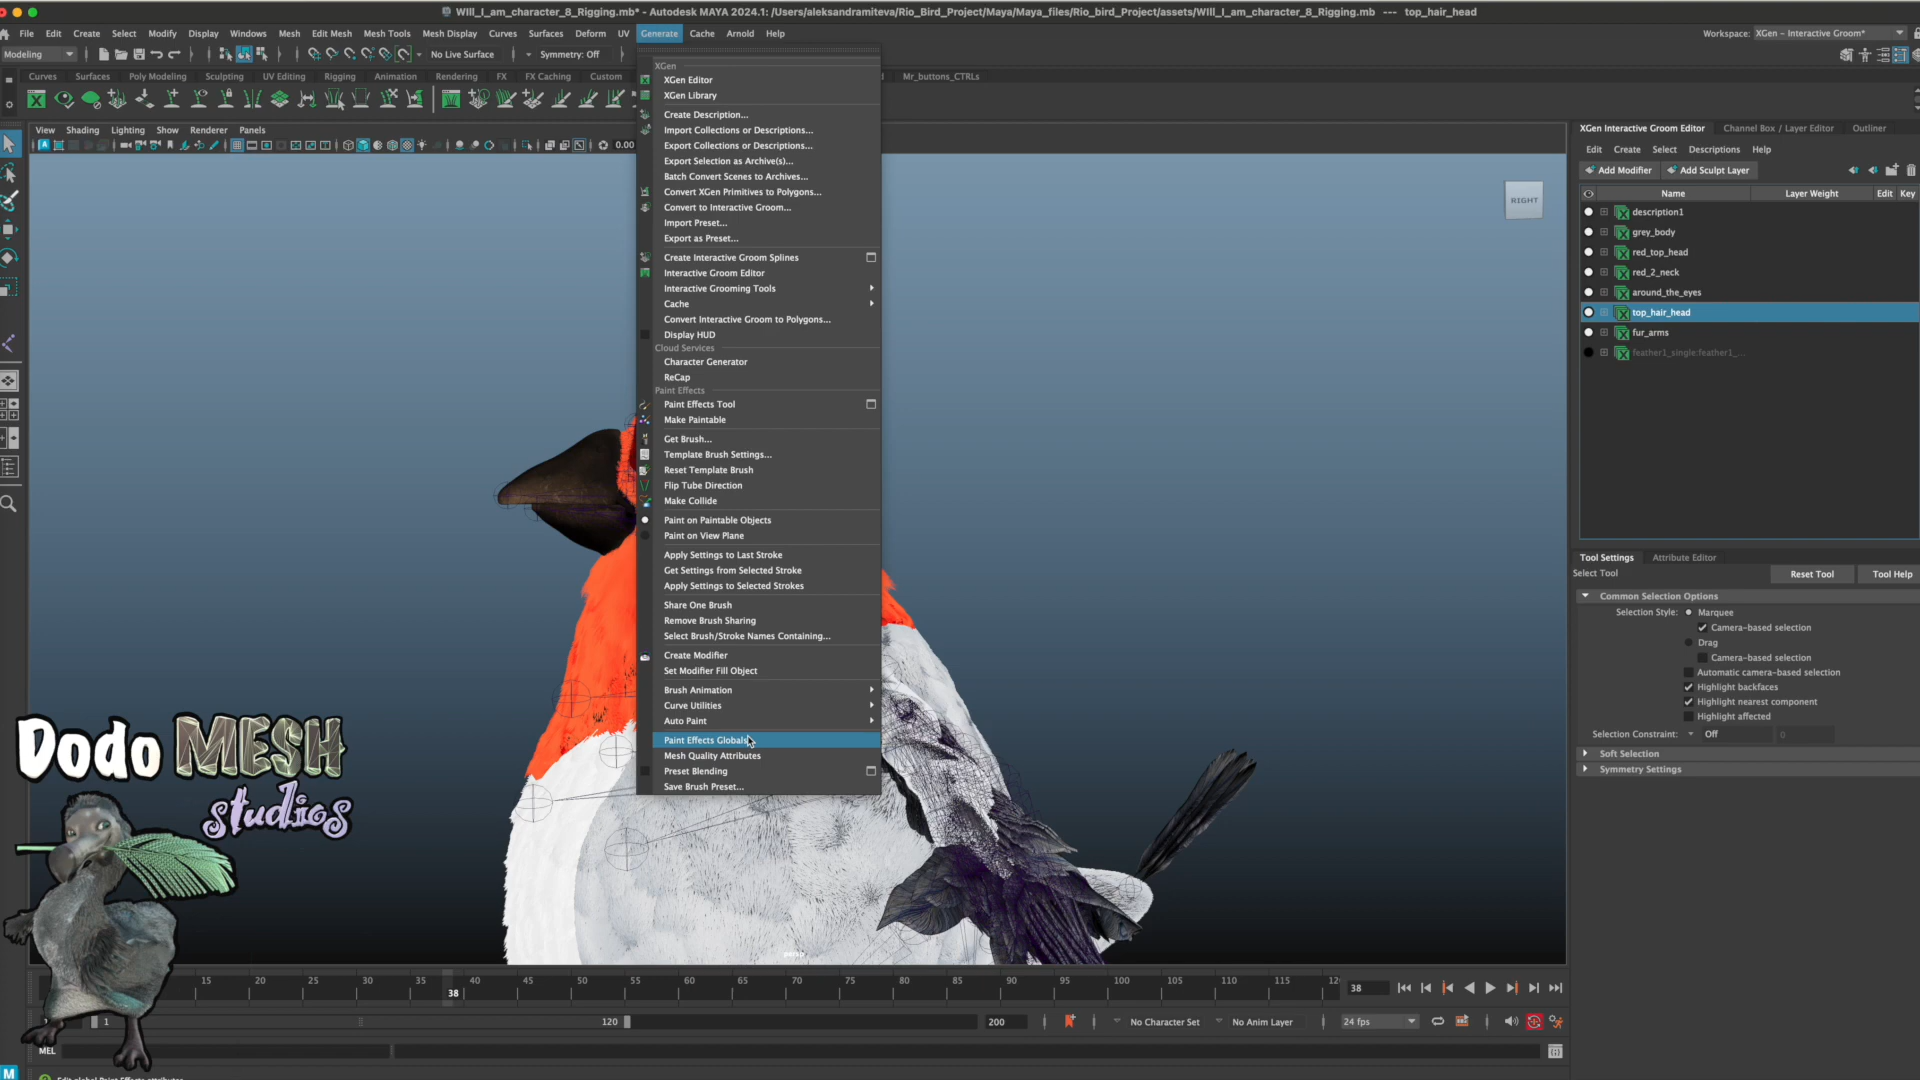 WIll_I_am_character_8_Rigging.mb* - Autodesk MAYA 2024.1: /Users/aleksandramiteva/Rio_Bird_Project/Maya/Maya_files/Rio_bird_Project/assets/WIll_I_am_character_8_Rigging.mb --- top_hair_head
File Edit Create Select Modify Display Windows Mesh Edit Mesh Mesh Tools Mesh Display Curves Surfaces Deform UV Generate Cache Arnold Help
Workspace: XGen - Interactive Groom*
Modeling
No Live Surface
Symmetry: Off
Curves Surfaces Poly Modeling Sculpting UV Editing Rigging Animation Rendering FX FX Caching Custom
Mr_buttons_CTRLs
View Shading Lighting Show Renderer Panels
0.00
XGen
XGen Editor
XGen Library
Create Description...
Import Collections or Descriptions...
Export Collections or Descriptions...
Export Selection as Archive(s)...
Batch Convert Scenes to Archives...
Convert XGen Primitives to Polygons...
Convert to Interactive Groom...
Import Preset...
Export as Preset...
Create Interactive Groom Splines
Interactive Groom Editor
Interactive Grooming Tools
Cache
Convert Interactive Groom to Polygons...
Display HUD
Cloud Services
Character Generator
ReCap
Paint Effects
Paint Effects Tool
Make Paintable
Get Brush...
Template Brush Settings...
Reset Template Brush
Flip Tube Direction
Make Collide
Paint on Paintable Objects
Paint on View Plane
Apply Settings to Last Stroke
Get Settings from Selected Stroke
Apply Settings to Selected Strokes
Share One Brush
Remove Brush Sharing
Select Brush/Stroke Names Containing...
Create Modifier
Set Modifier Fill Object
Brush Animation
Curve Utilities
Auto Paint
Paint Effects Globals
Mesh Quality Attributes
Preset Blending
Save Brush Preset...
RIGHT
XGen Interactive Groom Editor Channel Box / Layer Editor Outliner
Edit Create Select Descriptions Help
Add Modifier Add Sculpt Layer
Name Layer Weight Edit Key
description1
grey_body
red_top_head
red_2_neck
around_the_eyes
top_hair_head
fur_arms
feather1_single:feather1_...
Tool Settings Attribute Editor
Select Tool
Reset Tool Tool Help
Common Selection Options
Selection Style: Marquee
Camera-based selection
Drag
Camera-based selection
Automatic camera-based selection
Highlight backfaces
Highlight nearest component
Highlight affected
Selection Constraint: Off 0
Soft Selection
Symmetry Settings
Dodo MESH
studios
persp
15 20 25 30 35 40 45 50 55 60 65 70 75 80 85 90 95 100 105 110 115 12
38
38
1 120 200
No Character Set No Anim Layer 24 fps
MEL
M
Edit global Paint Effects attributes